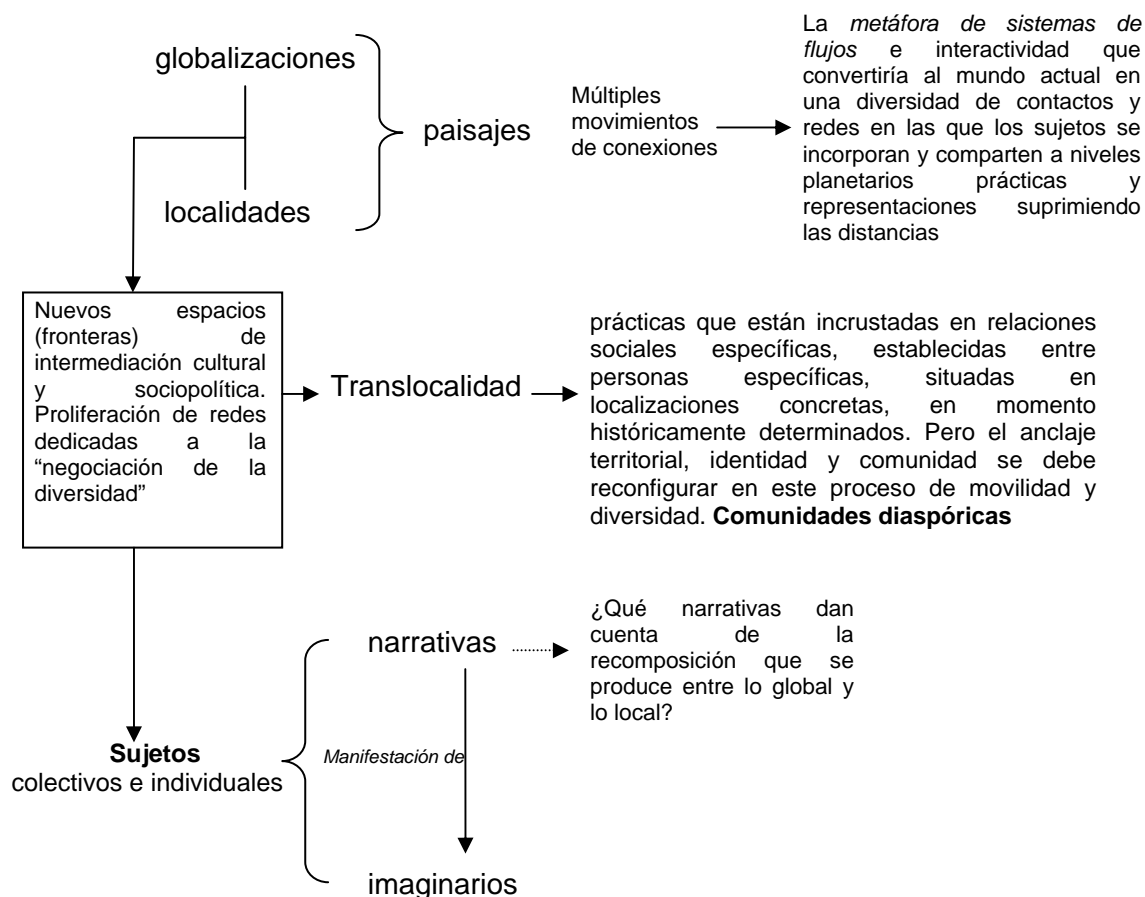 globalizaciones
localidades
paisajes
Múltiples
movimientos
de conexiones
La metáfora de sistemas de
flujos e interactividad que
convertiría al mundo actual en
una diversidad de contactos y
redes en las que los sujetos se
incorporan y comparten a niveles
planetarios prácticas y
representaciones suprimiendo
las distancias
Nuevos espacios
(fronteras) de
intermediación cultural
y sociopolítica.
Proliferación de redes
dedicadas a la
“negociación de la
diversidad”
Translocalidad
prácticas que están incrustadas en relaciones
sociales específicas, establecidas entre
personas específicas, situadas en
localizaciones concretas, en momento
históricamente determinados. Pero el anclaje
territorial, identidad y comunidad se debe
reconfigurar en este proceso de movilidad y
diversidad. Comunidades diaspóricas
Sujetos
colectivos e individuales
narrativas
Manifestación de
imaginarios
¿Qué narrativas dan
cuenta de la
recomposición que se
produce entre lo global y
lo local?